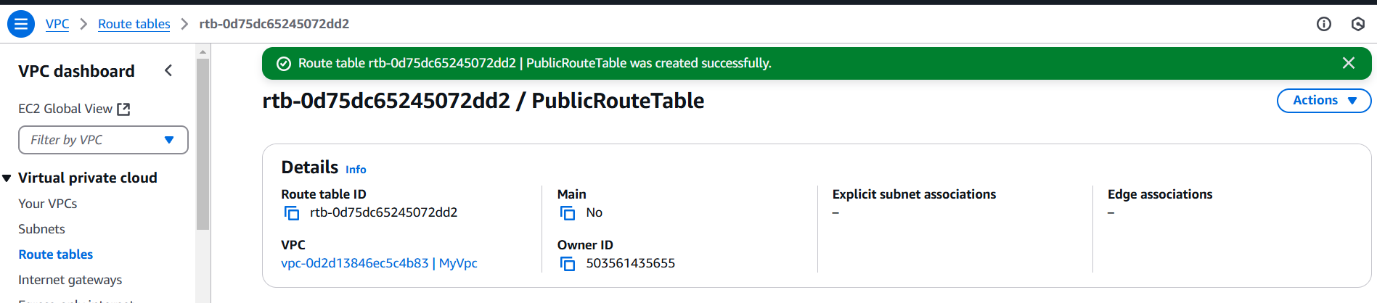 VPC > Route tables > rtb-0d75dc65245072dd2
VPC dashboard
EC2 Global View
Filter by VPC
Virtual private cloud
Your VPCs
Subnets
Route tables
Internet gateways
Route table rtb-0d75dc65245072dd2 | PublicRouteTable was created successfully.
rtb-0d75dc65245072dd2 / PublicRouteTable
Actions
Details Info
Route table ID
rtb-0d75dc65245072dd2
Main
No
Explicit subnet associations
–
Edge associations
–
VPC
vpc-0d2d13846ec5c4b83 | MyVpc
Owner ID
503561435655